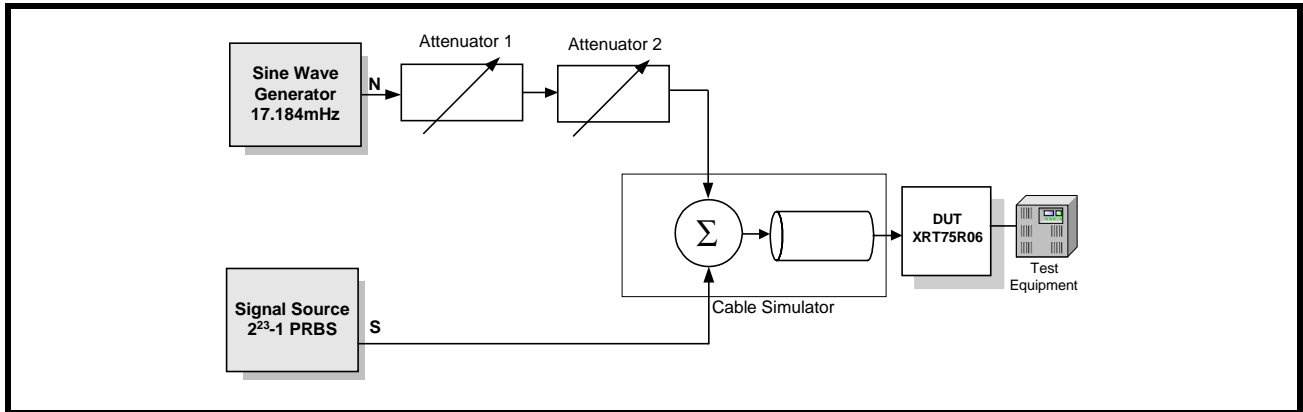 Attenuator 1
Attenuator 2
Sine Wave
Generator
17.184mHz
N
Σ
DUT
XRT75R06
Test
Equipment
Cable Simulator
Signal Source
2²³-1 PRBS
S